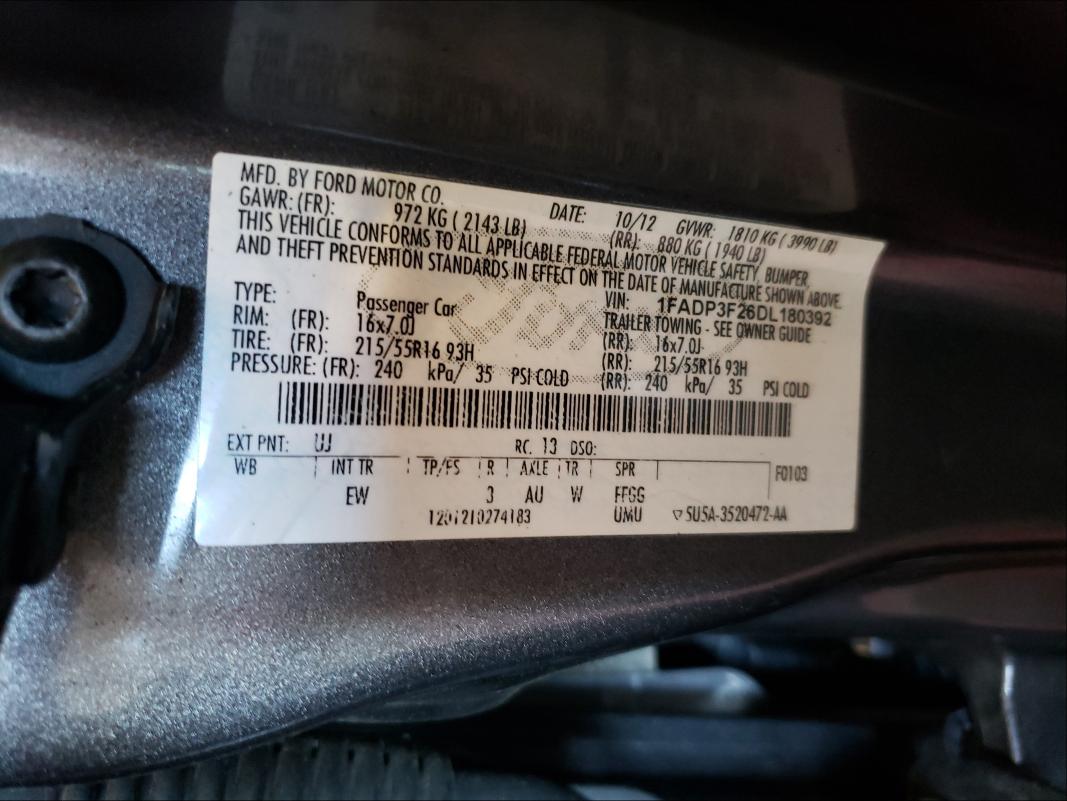 MFD. BY FORD MOTOR CO.
DATE: 10/12 GVWR: 1810 KG ( 3990 LB)
GAWR: (FR): 972 KG ( 2143 LB) (RR): 880 KG ( 1940 LB)
THIS VEHICLE CONFORMS TO ALL APPLICABLE FEDERAL MOTOR VEHICLE SAFETY, BUMPER,
AND THEFT PREVENTION STANDARDS IN EFFECT ON THE DATE OF MANUFACTURE SHOWN ABOVE.
VIN: 1FADP3F26DL180392
TYPE: Passenger Car TRAILER TOWING - SEE OWNER GUIDE
RIM: (FR): 16x7.0J (RR): 16x7.0J
TIRE: (FR): 215/55R16 93H (RR): 215/55R16 93H
PRESSURE: (FR): 240 kPa/ 35 PSI COLD (RR): 240 kPa/ 35 PSI COLD
EXT PNT: UJ RC: 13 DSO:
WB INT TR TP/PS R AXLE TR SPR F0103
EW 3 AU W FFGG
1201210274183 UMU ▽5U5A-3520472-AA